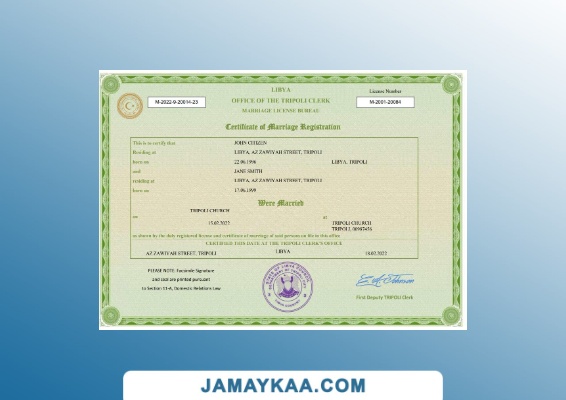 LIBYA
License Number
M-2022-9-20014-23
OFFICE OF THE TRIPOLI CLERK
M-2001-20084
MARRIAGE LICENSE BUREAU
Certificate of Marriage Registration
This is to certify that JOHN CITIZEN
Residing at LIBYA, AZ ZAWIYAH STREET, TRIPOLI
born on 22.06.1996 LIBYA, TRIPOLI
and JANE SMITH
residing at LIBYA, AZ ZAWIYAH STREET, TRIPOLI
born on 17.06.1999
Were Married
TRIPOLI CHURCH
on 15.02.2022 at TRIPOLI CHURCH
TRIPOLI,
as shown by the duly registered license and certificate of marriage of said persons on file in this office
CERTIFIED THIS DATE AT THE TRIPOLI CLERK'S OFFICE
AZ ZAWIYAH STREET, TRIPOLI LIBYA 18.02.2022
PLEASE NOTE: Facsimile Signature
and seal are printed pursuant
to Section 11-A, Domestic Relations Law
First Deputy TRIPOLI Clerk
JAMAYKAA.COM